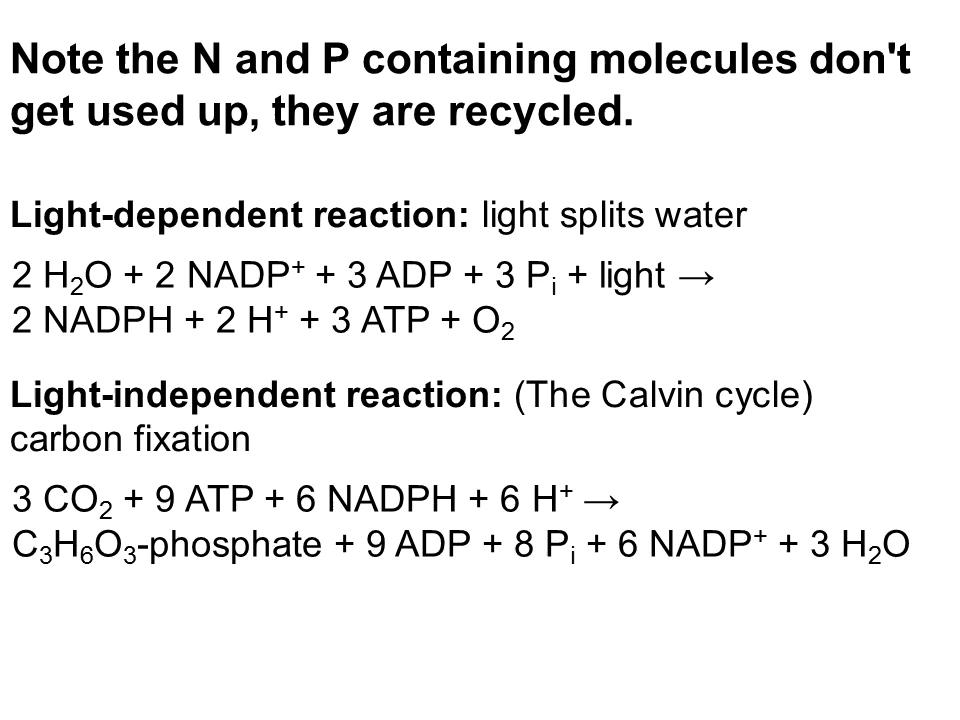 Note the N and P containing molecules don't
get used up, they are recycled.
Light-dependent reaction: light splits water
2 H₂O + 2 NADP⁺ + 3 ADP + 3 Pᵢ + light →
2 NADPH + 2 H⁺ + 3 ATP + O₂
Light-independent reaction: (The Calvin cycle)
carbon fixation
3 CO₂ + 9 ATP + 6 NADPH + 6 H⁺ →
C₃H₆O₃-phosphate + 9 ADP + 8 Pᵢ + 6 NADP⁺ + 3 H₂O